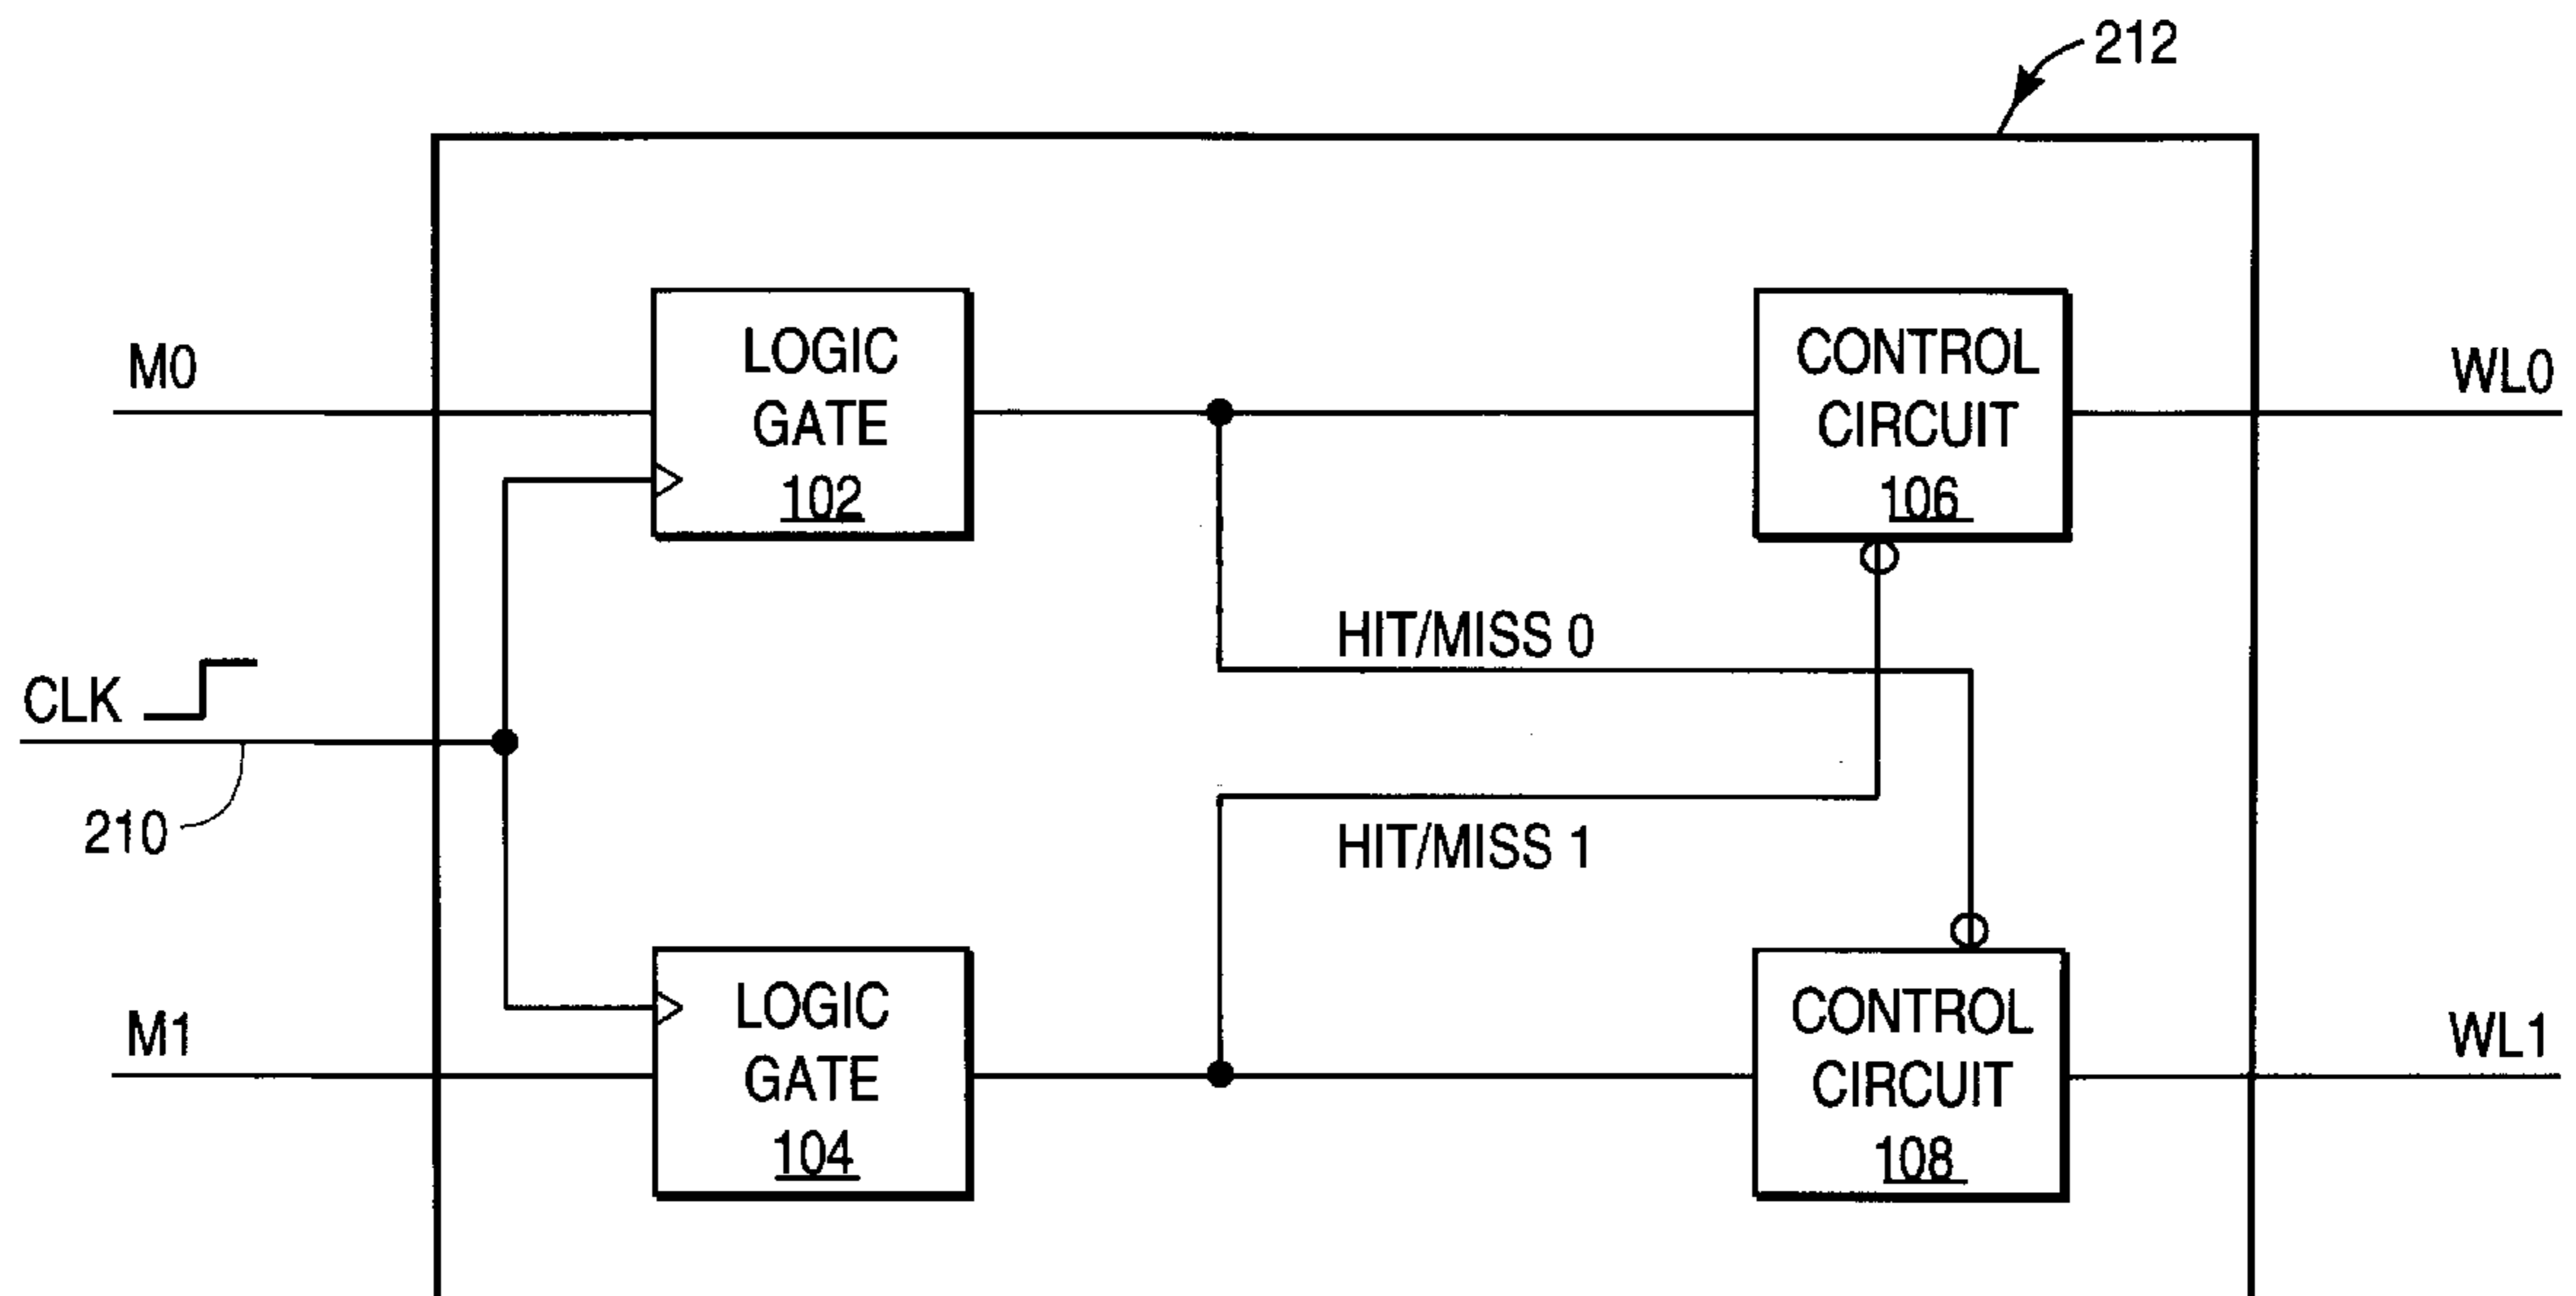 212
M0
LOGIC
GATE
102
CONTROL
CIRCUIT
106
WL0
HIT/MISS 0
CLK
210
HIT/MISS 1
M1
LOGIC
GATE
104
CONTROL
CIRCUIT
108
WL1